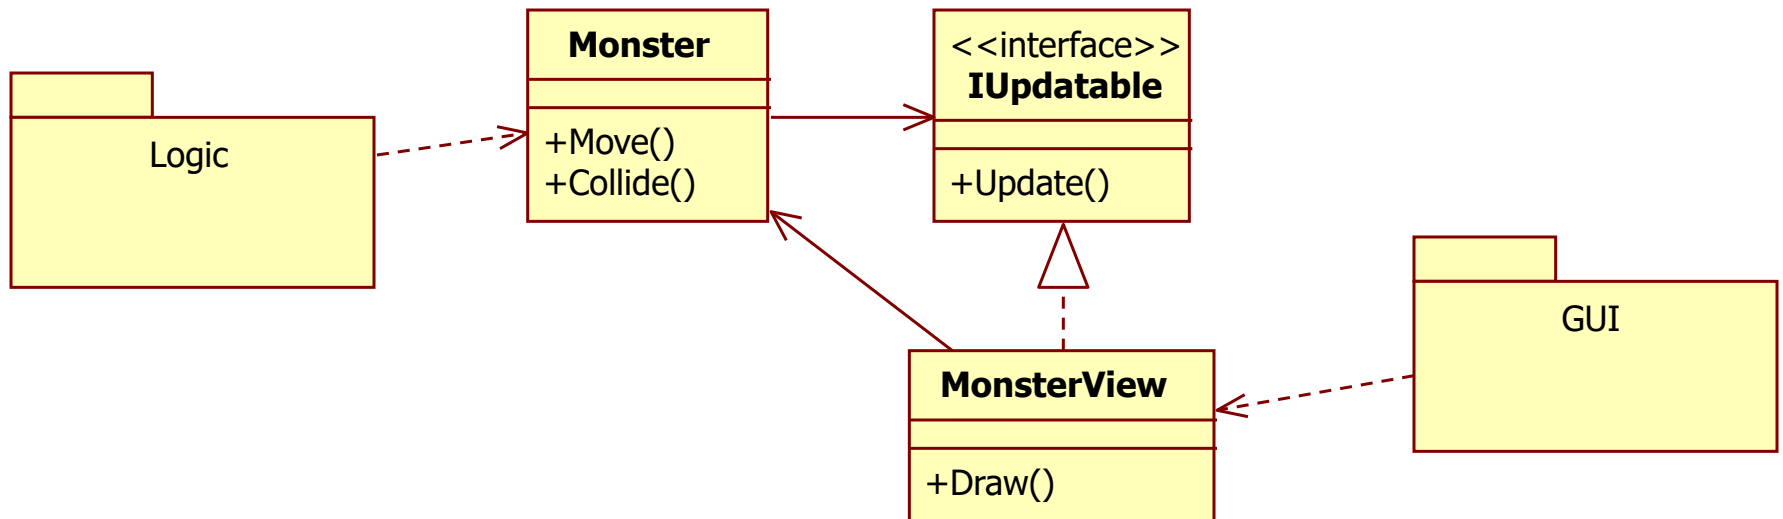 Logic
Monster
+Move()
+Collide()
<<interface>>
IUpdatable
+Update()
MonsterView
+Draw()
GUI